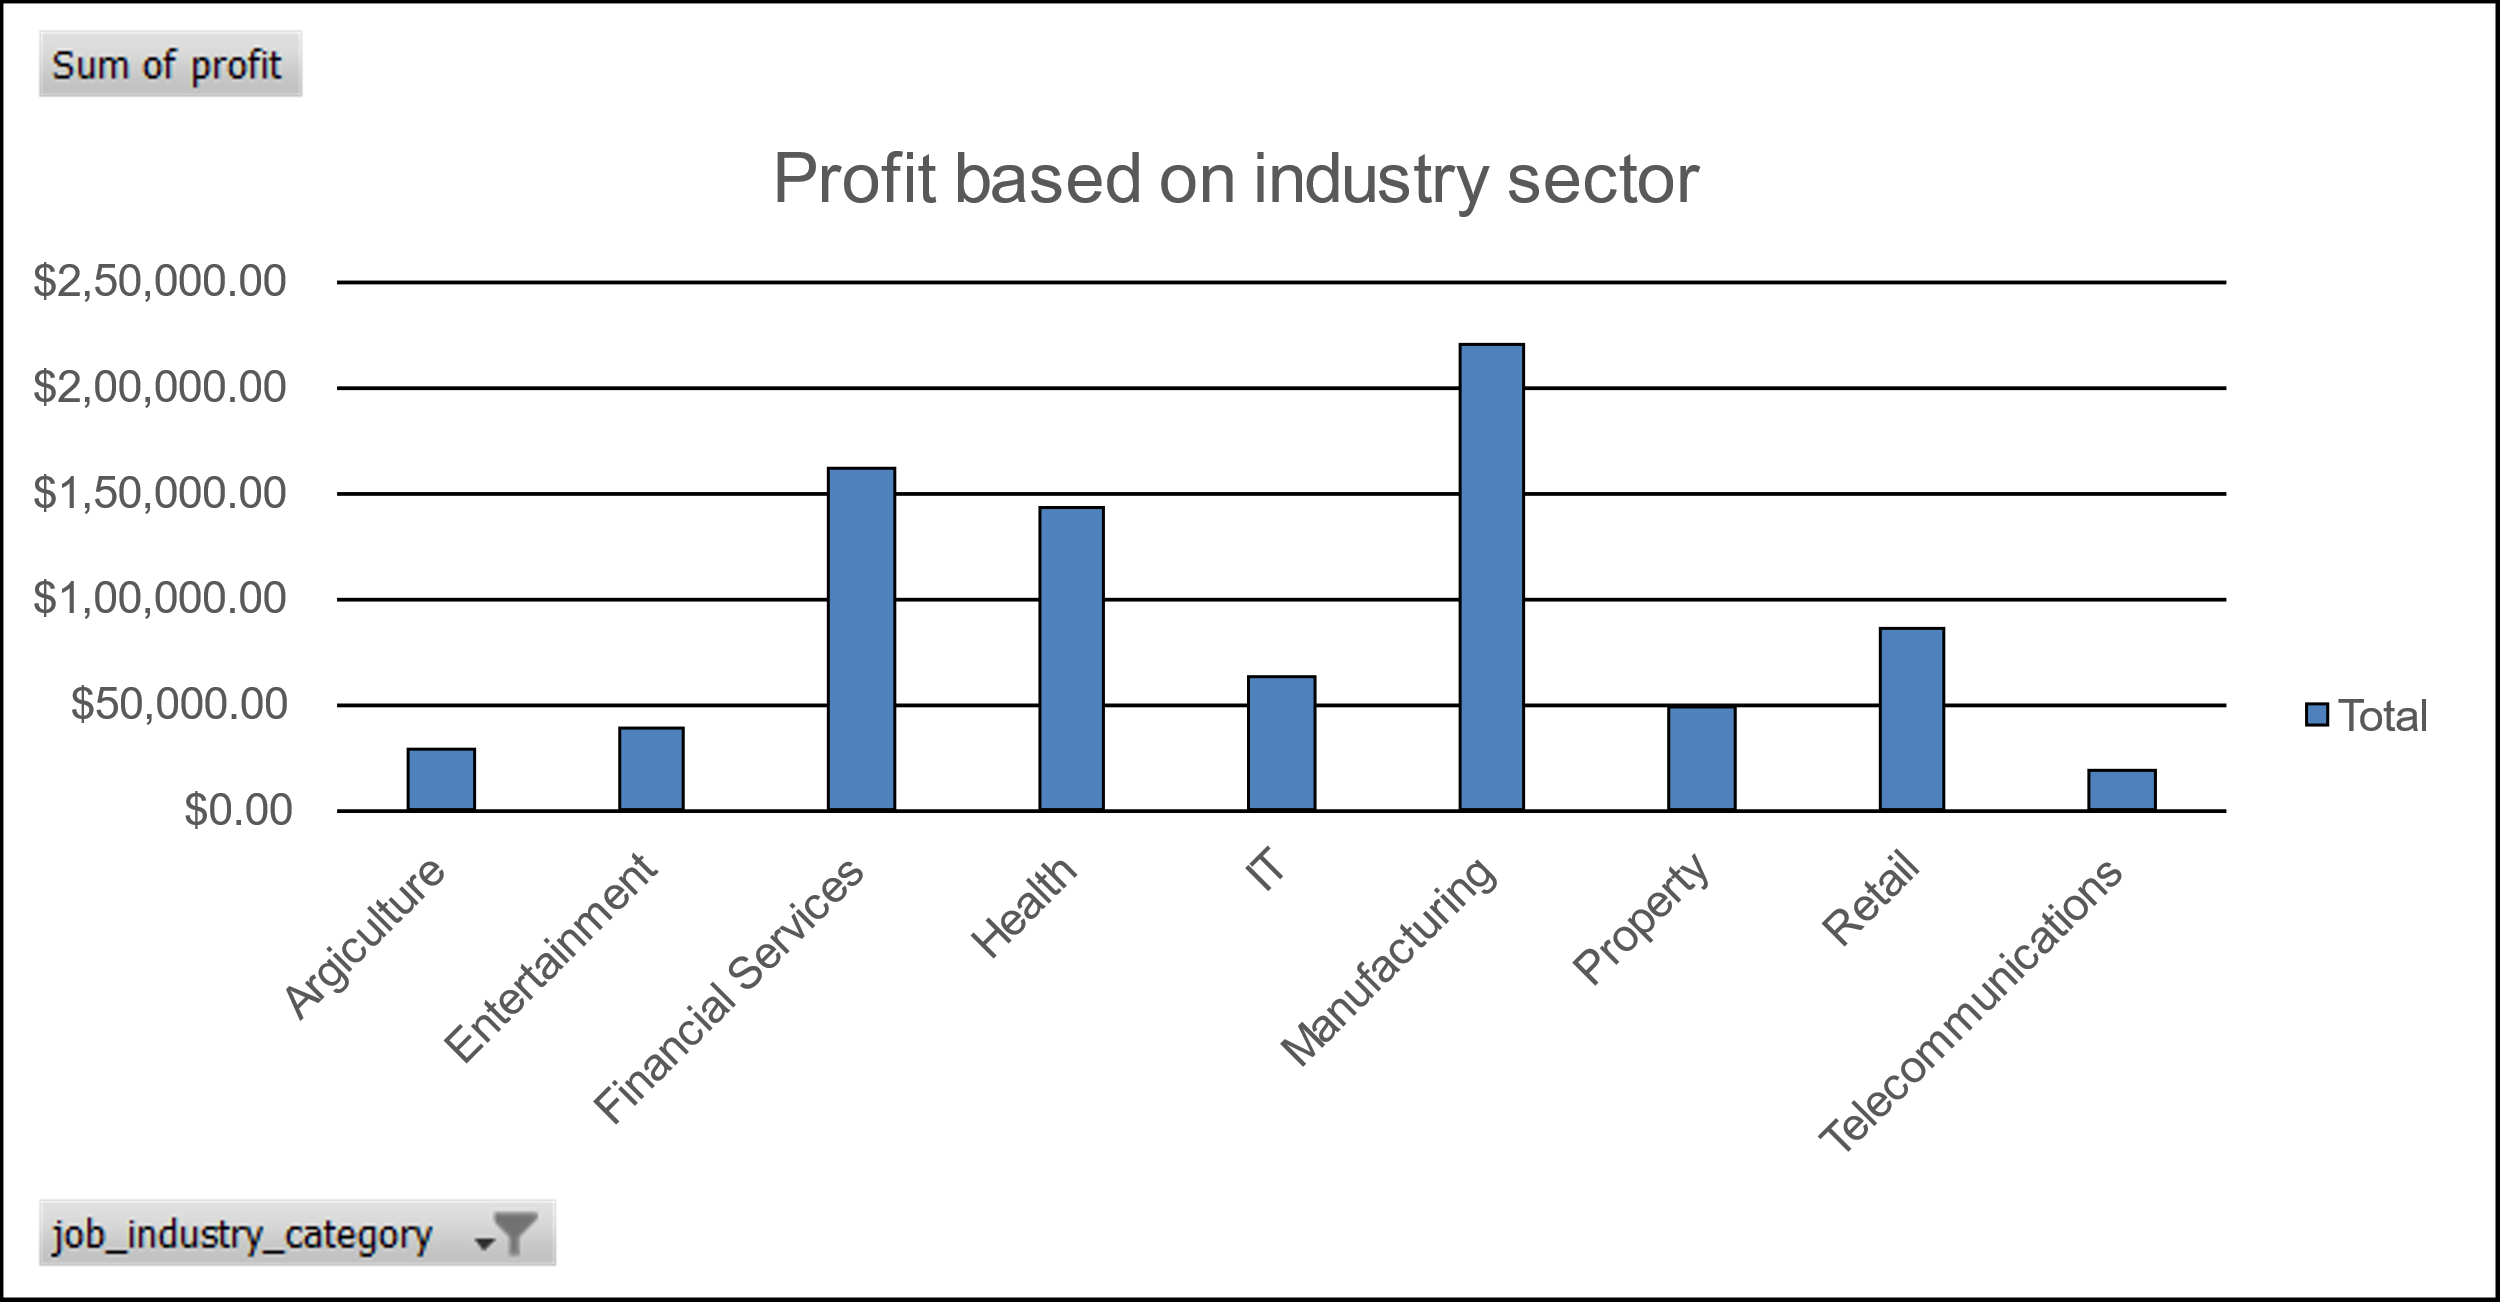 Sum of profit
Profit based on industry sector
$2,50,000.00
$2,00,000.00
$1,50,000.00
$1,00,000.00
$50,000.00
$0.00
Total
Argiculture
Entertainment
Financial Services
Health
IT
Manufacturing
Property
Retail
Telecommunications
job_industry_category